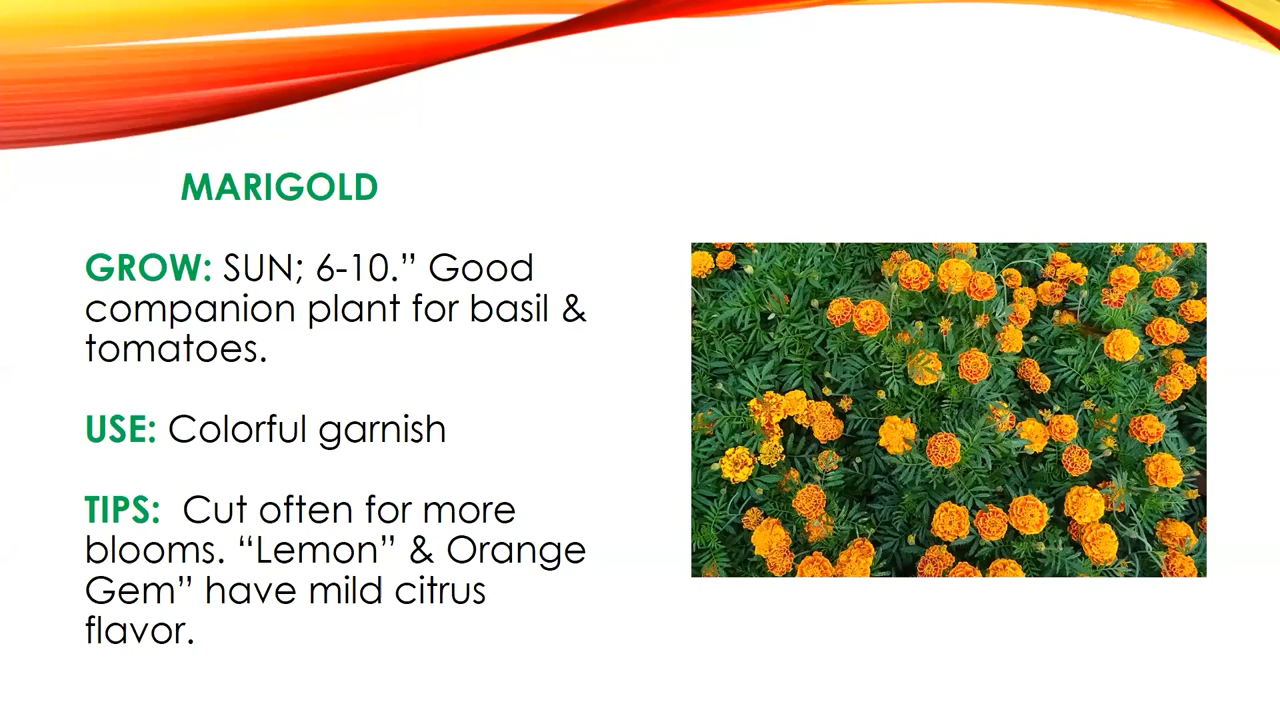 MARIGOLD
GROW: SUN; 6-10.” Good
companion plant for basil &
tomatoes.
USE: Colorful garnish
TIPS:  Cut often for more
blooms. “Lemon” & Orange
Gem” have mild citrus
flavor.